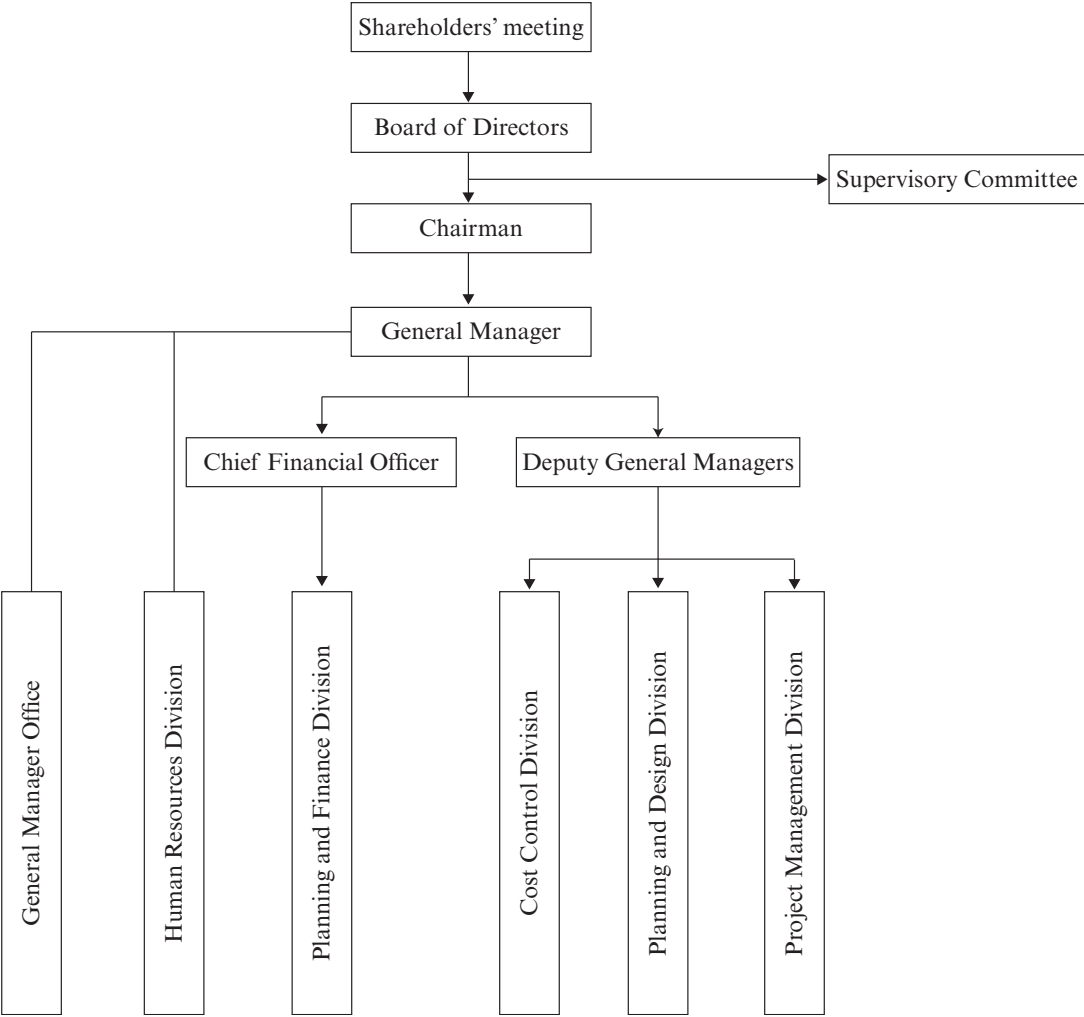 Shareholders’ meeting
Board of Directors
Supervisory Committee
Chairman
General Manager
Chief Financial Officer
Deputy General Managers
General Manager Office
Human Resources Division
Planning and Finance Division
Cost Control Division
Planning and Design Division
Project Management Division